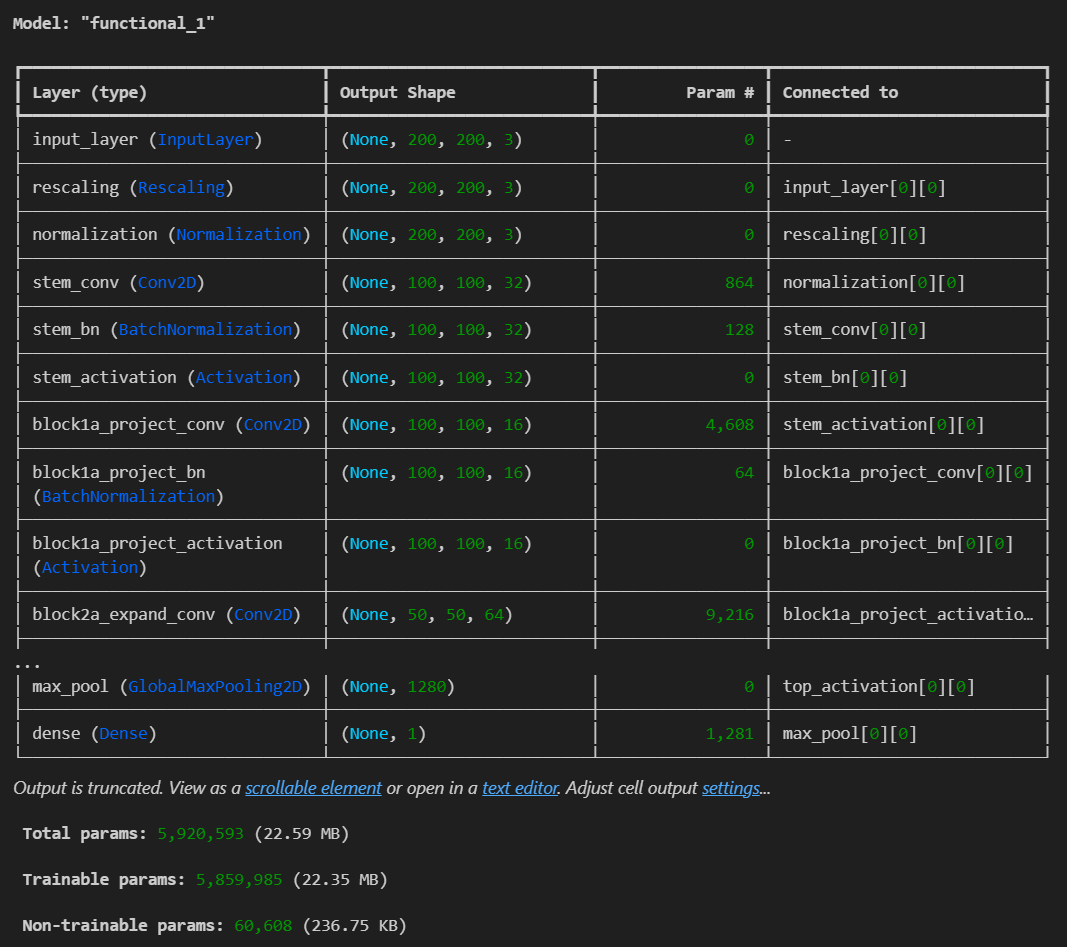 Model: "functional_1"
Layer (type) Output Shape Param # Connected to
input_layer (InputLayer) (None, 200, 200, 3) 0 -
rescaling (Rescaling) (None, 200, 200, 3) 0 input_layer[0][0]
normalization (Normalization) (None, 200, 200, 3) 0 rescaling[0][0]
stem_conv (Conv2D) (None, 100, 100, 32) 864 normalization[0][0]
stem_bn (BatchNormalization) (None, 100, 100, 32) 128 stem_conv[0][0]
stem_activation (Activation) (None, 100, 100, 32) 0 stem_bn[0][0]
block1a_project_conv (Conv2D) (None, 100, 100, 16) 4,608 stem_activation[0][0]
block1a_project_bn (None, 100, 100, 16) 64 block1a_project_conv[0][0]
(BatchNormalization)
block1a_project_activation (None, 100, 100, 16) 0 block1a_project_bn[0][0]
(Activation)
block2a_expand_conv (Conv2D) (None, 50, 50, 64) 9,216 block1a_project_activatio…
...
max_pool (GlobalMaxPooling2D) (None, 1280) 0 top_activation[0][0]
dense (Dense) (None, 1) 1,281 max_pool[0][0]
Output is truncated. View as a scrollable element or open in a text editor. Adjust cell output settings...
Total params: 5,920,593 (22.59 MB)
Trainable params: 5,859,985 (22.35 MB)
Non-trainable params: 60,608 (236.75 KB)